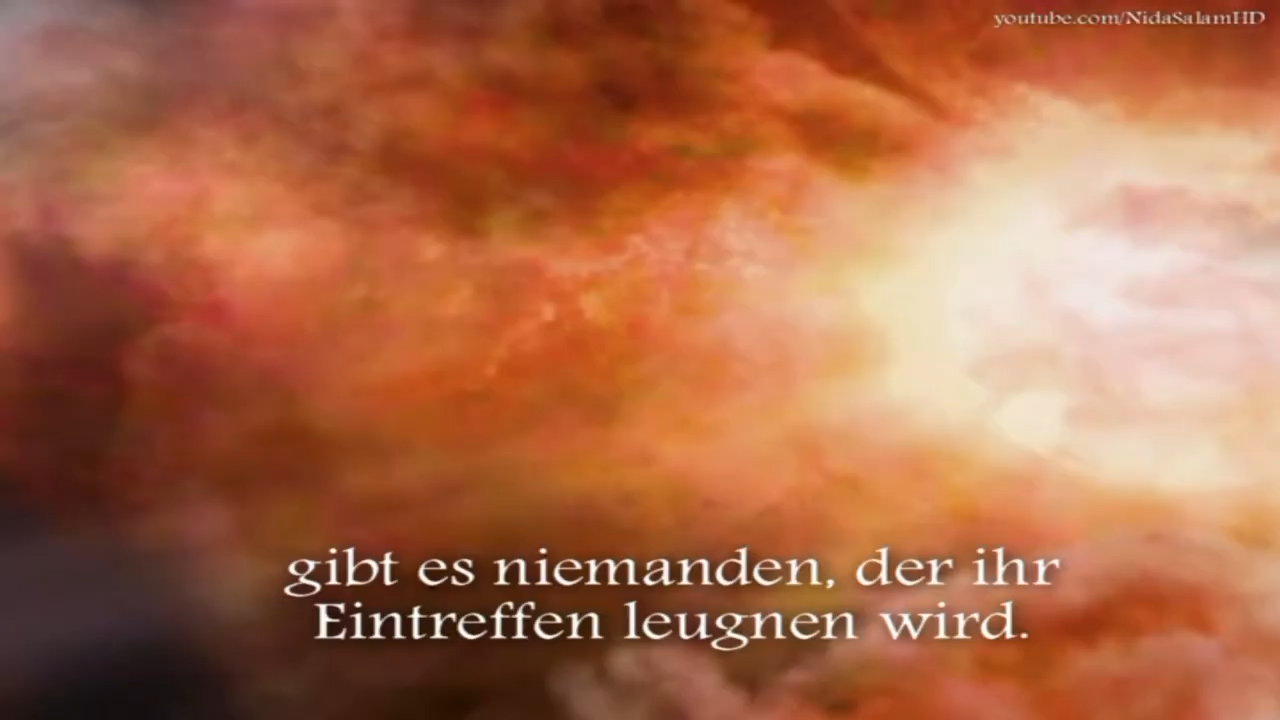 youtube.com/NidaSalamHD
gibt es niemanden, der ihr
Eintreffen leugnen wird.